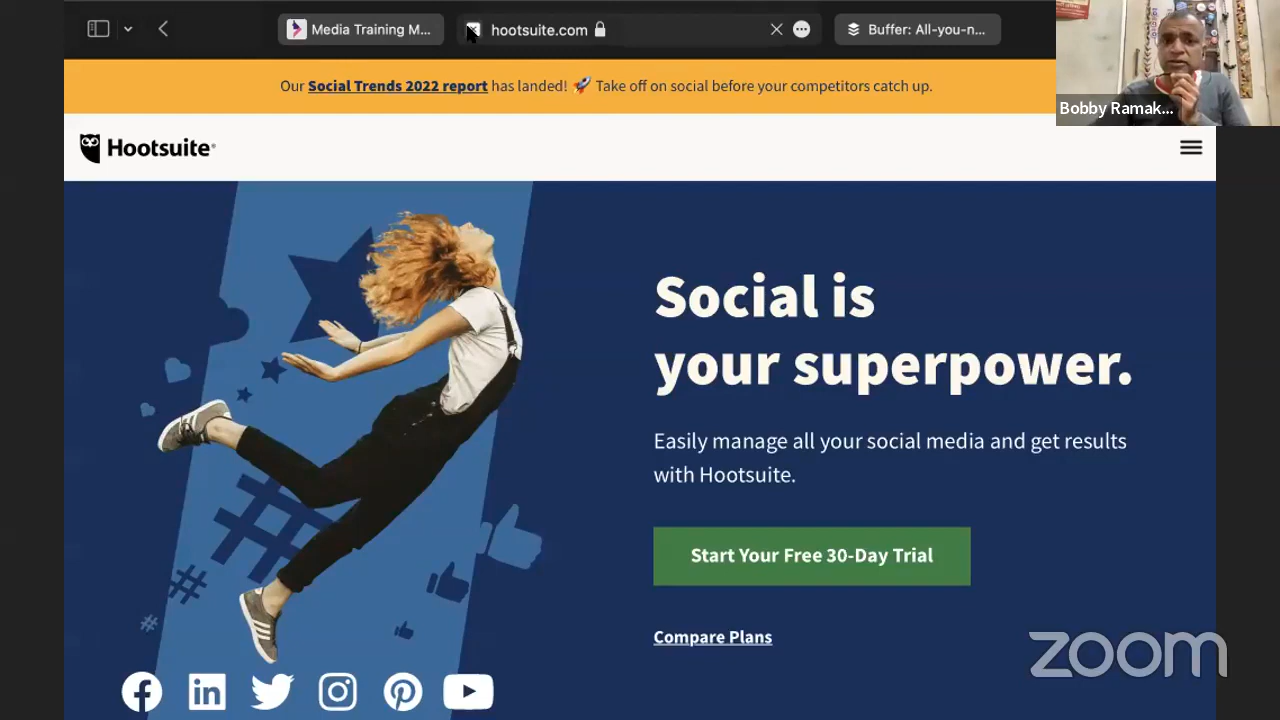 Media Training M...
hootsuite.com
Buffer: All-you-n...
Bobby Ramak...
Our Social Trends 2022 report has landed! 🚀 Take off on social before your competitors catch up.
Hootsuite®
Social is
your superpower.
Easily manage all your social media and get results
with Hootsuite.
Start Your Free 30-Day Trial
Compare Plans
zoom